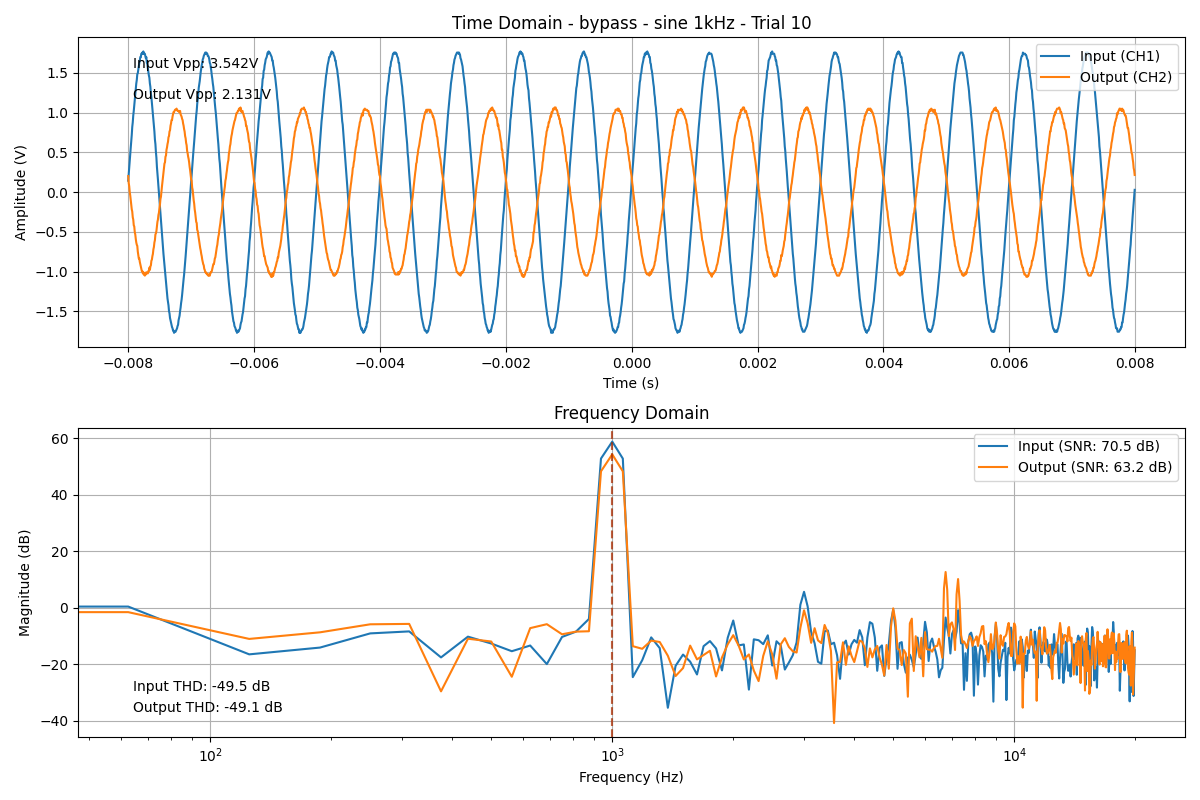 Time Domain - bypass - sine 1kHz - Trial 10
Amplitude (V)
1.5
1.0
0.5
0.0
−0.5
−1.0
−1.5
Input Vpp: 3.542V
Output Vpp: 2.131V
Input (CH1)
Output (CH2)
−0.008 −0.006 −0.004 −0.002 0.000 0.002 0.004 0.006 0.008
Time (s)
Frequency Domain
Magnitude (dB)
60
40
20
0
−20
−40
Input (SNR: 70.5 dB)
Output (SNR: 63.2 dB)
Input THD: -49.5 dB
Output THD: -49.1 dB
10² 10³ 10⁴
Frequency (Hz)